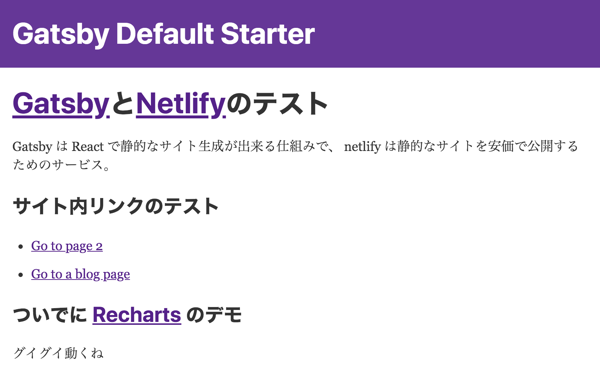 Gatsby Default Starter
GatsbyとNetlifyのテスト
Gatsby は React で静的なサイト生成が出来る仕組みで、 netlify は静的なサイトを安価で公開する
ためのサービス。
サイト内リンクのテスト
Go to page 2
Go to a blog page
ついでに Recharts のデモ
グイグイ動くね